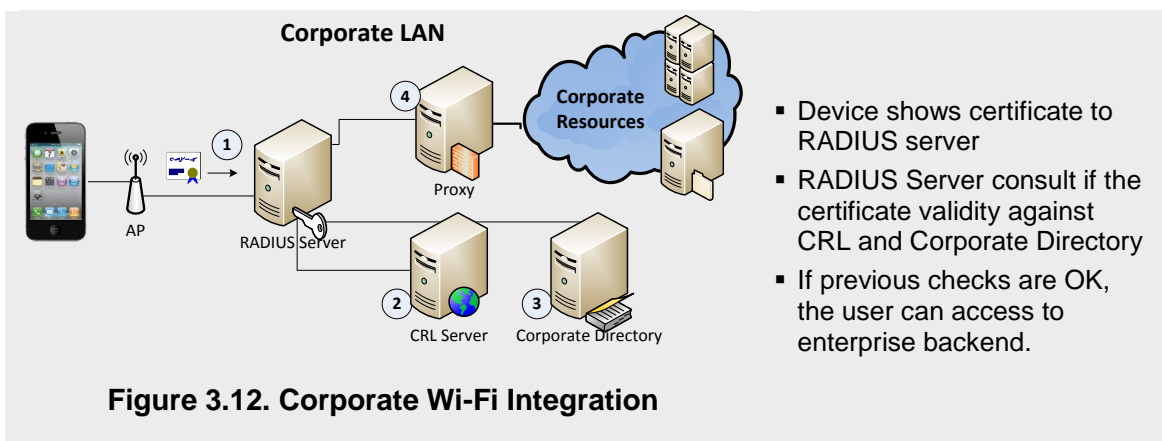 Corporate LAN
4
Corporate
Resources
1
Proxy
AP
RADIUS Server
2
3
CRL Server
Corporate Directory
Figure 3.12. Corporate Wi-Fi Integration
▪ Device shows certificate to
RADIUS server
▪ RADIUS Server consult if the
certificate validity against
CRL and Corporate Directory
▪ If previous checks are OK,
the user can access to
enterprise backend.